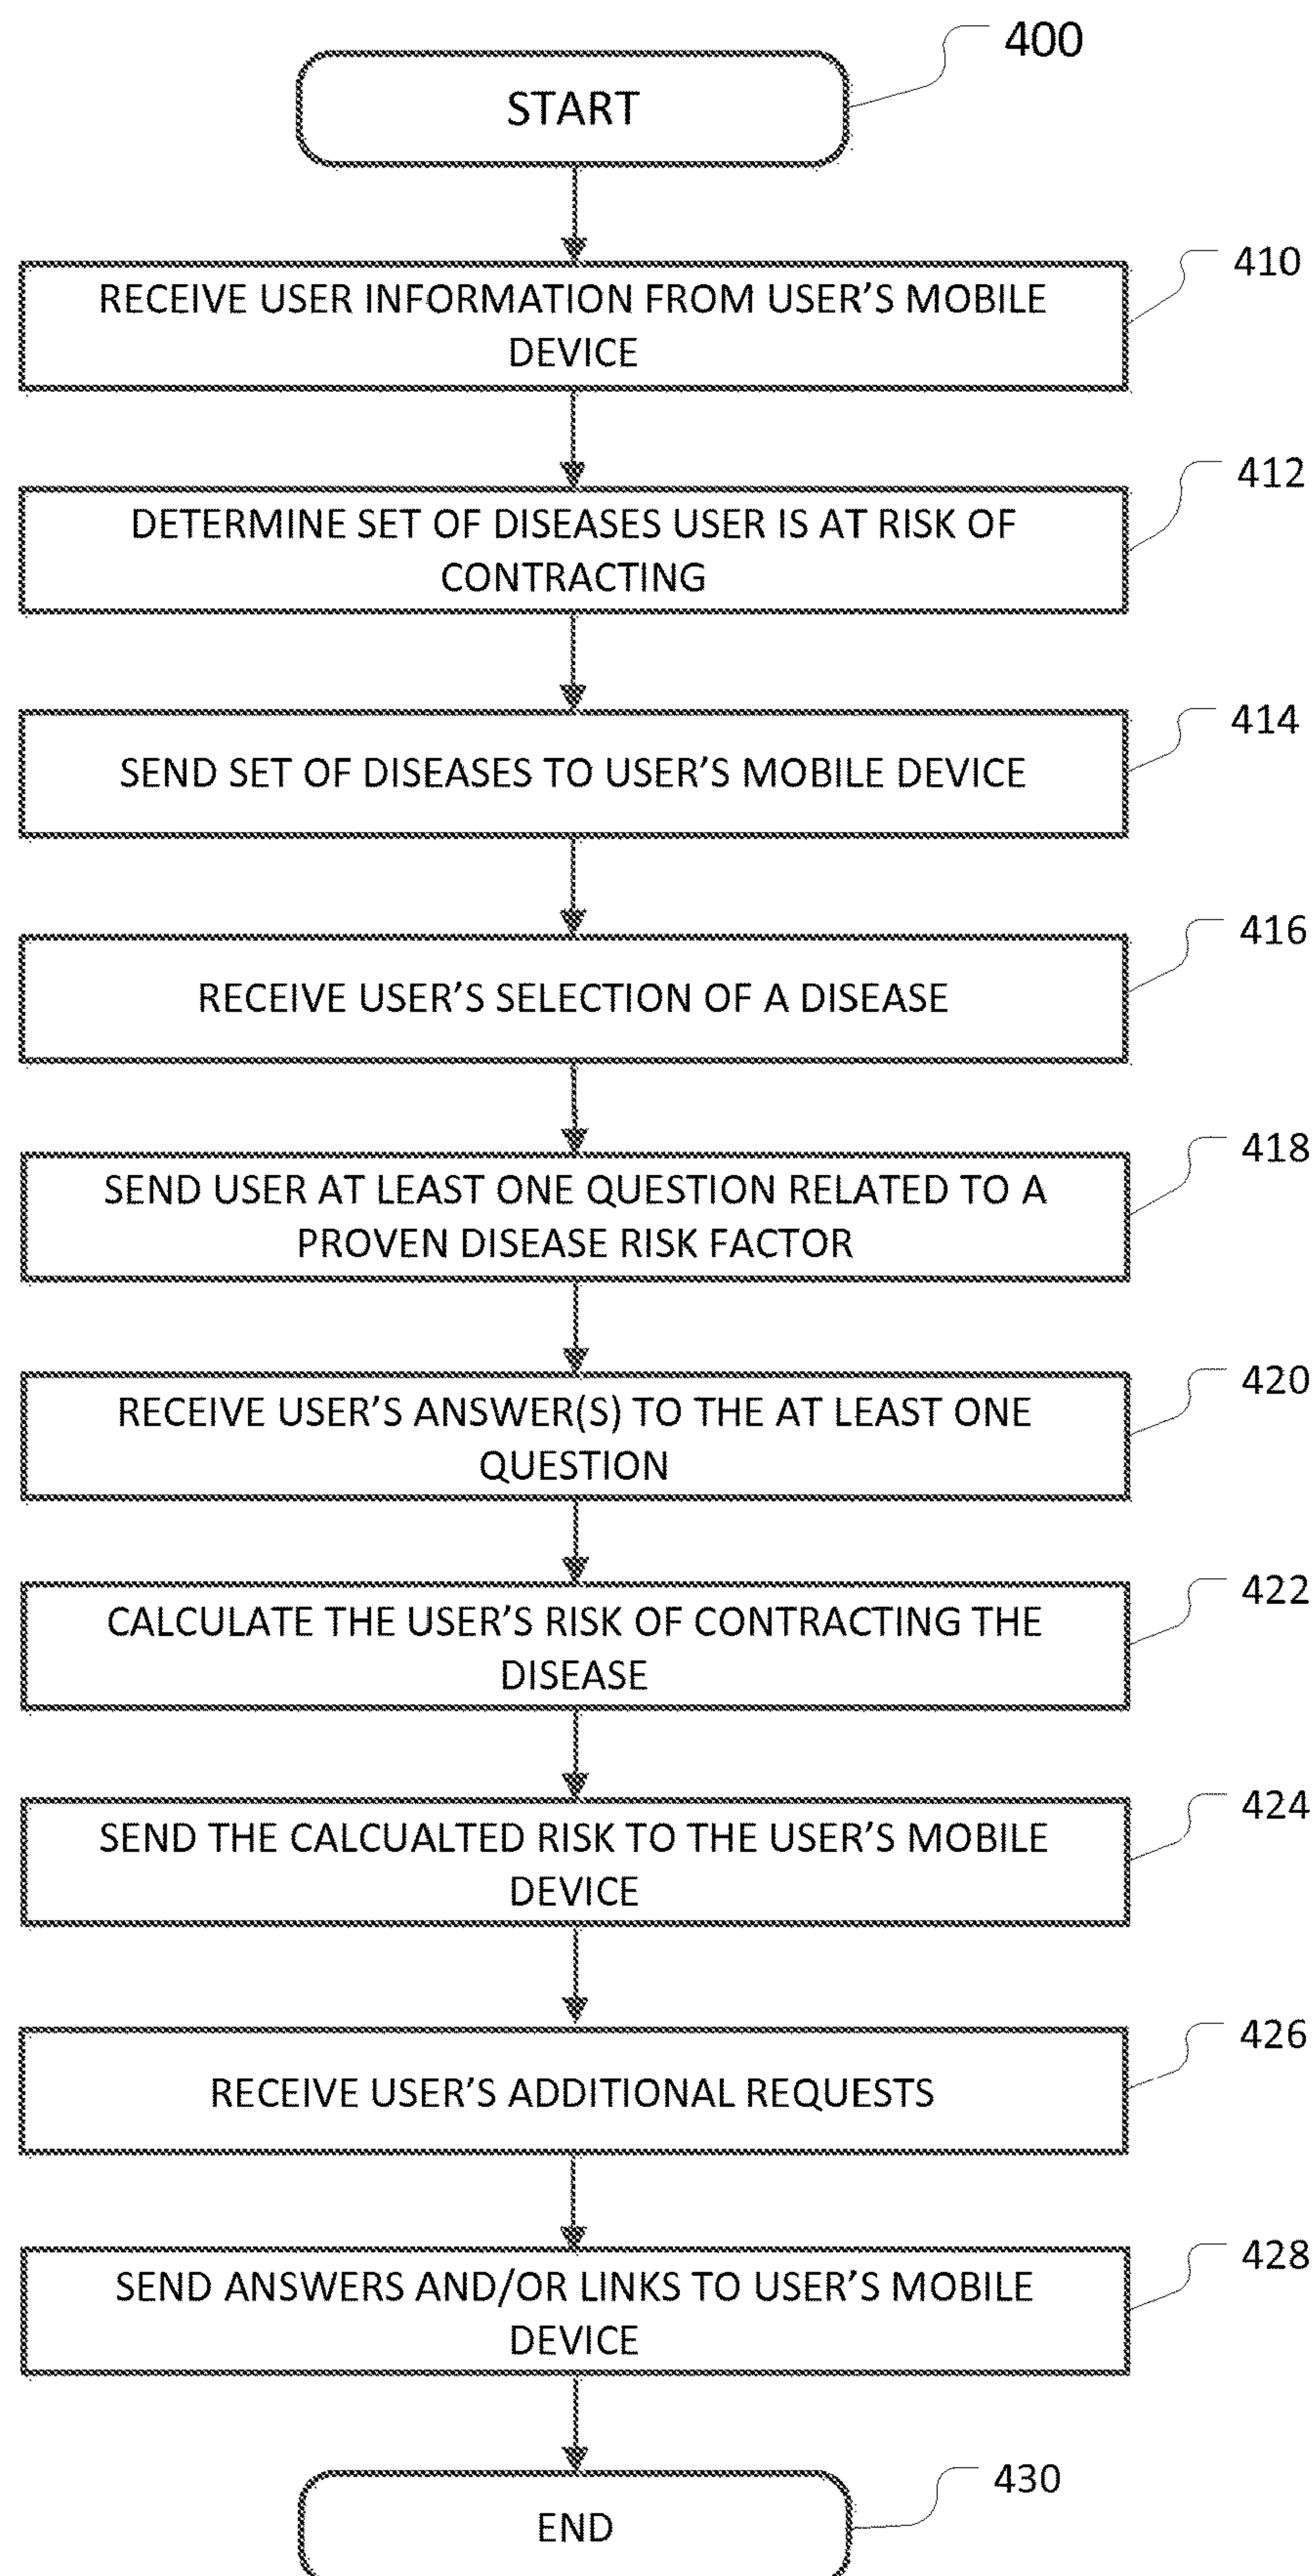 400
START
410
RECEIVE USER INFORMATION FROM USER'S MOBILE
DEVICE
412
DETERMINE SET OF DISEASES USER IS AT RISK OF
CONTRACTING
414
SEND SET OF DISEASES TO USER'S MOBILE DEVICE
416
RECEIVE USER'S SELECTION OF A DISEASE
418
SEND USER AT LEAST ONE QUESTION RELATED TO A
PROVEN DISEASE RISK FACTOR
420
RECEIVE USER'S ANSWER(S) TO THE AT LEAST ONE
QUESTION
422
CALCULATE THE USER'S RISK OF CONTRACTING THE
DISEASE
424
SEND THE CALCUALTED RISK TO THE USER'S MOBILE
DEVICE
426
RECEIVE USER'S ADDITIONAL REQUESTS
428
SEND ANSWERS AND/OR LINKS TO USER'S MOBILE
DEVICE
430
END